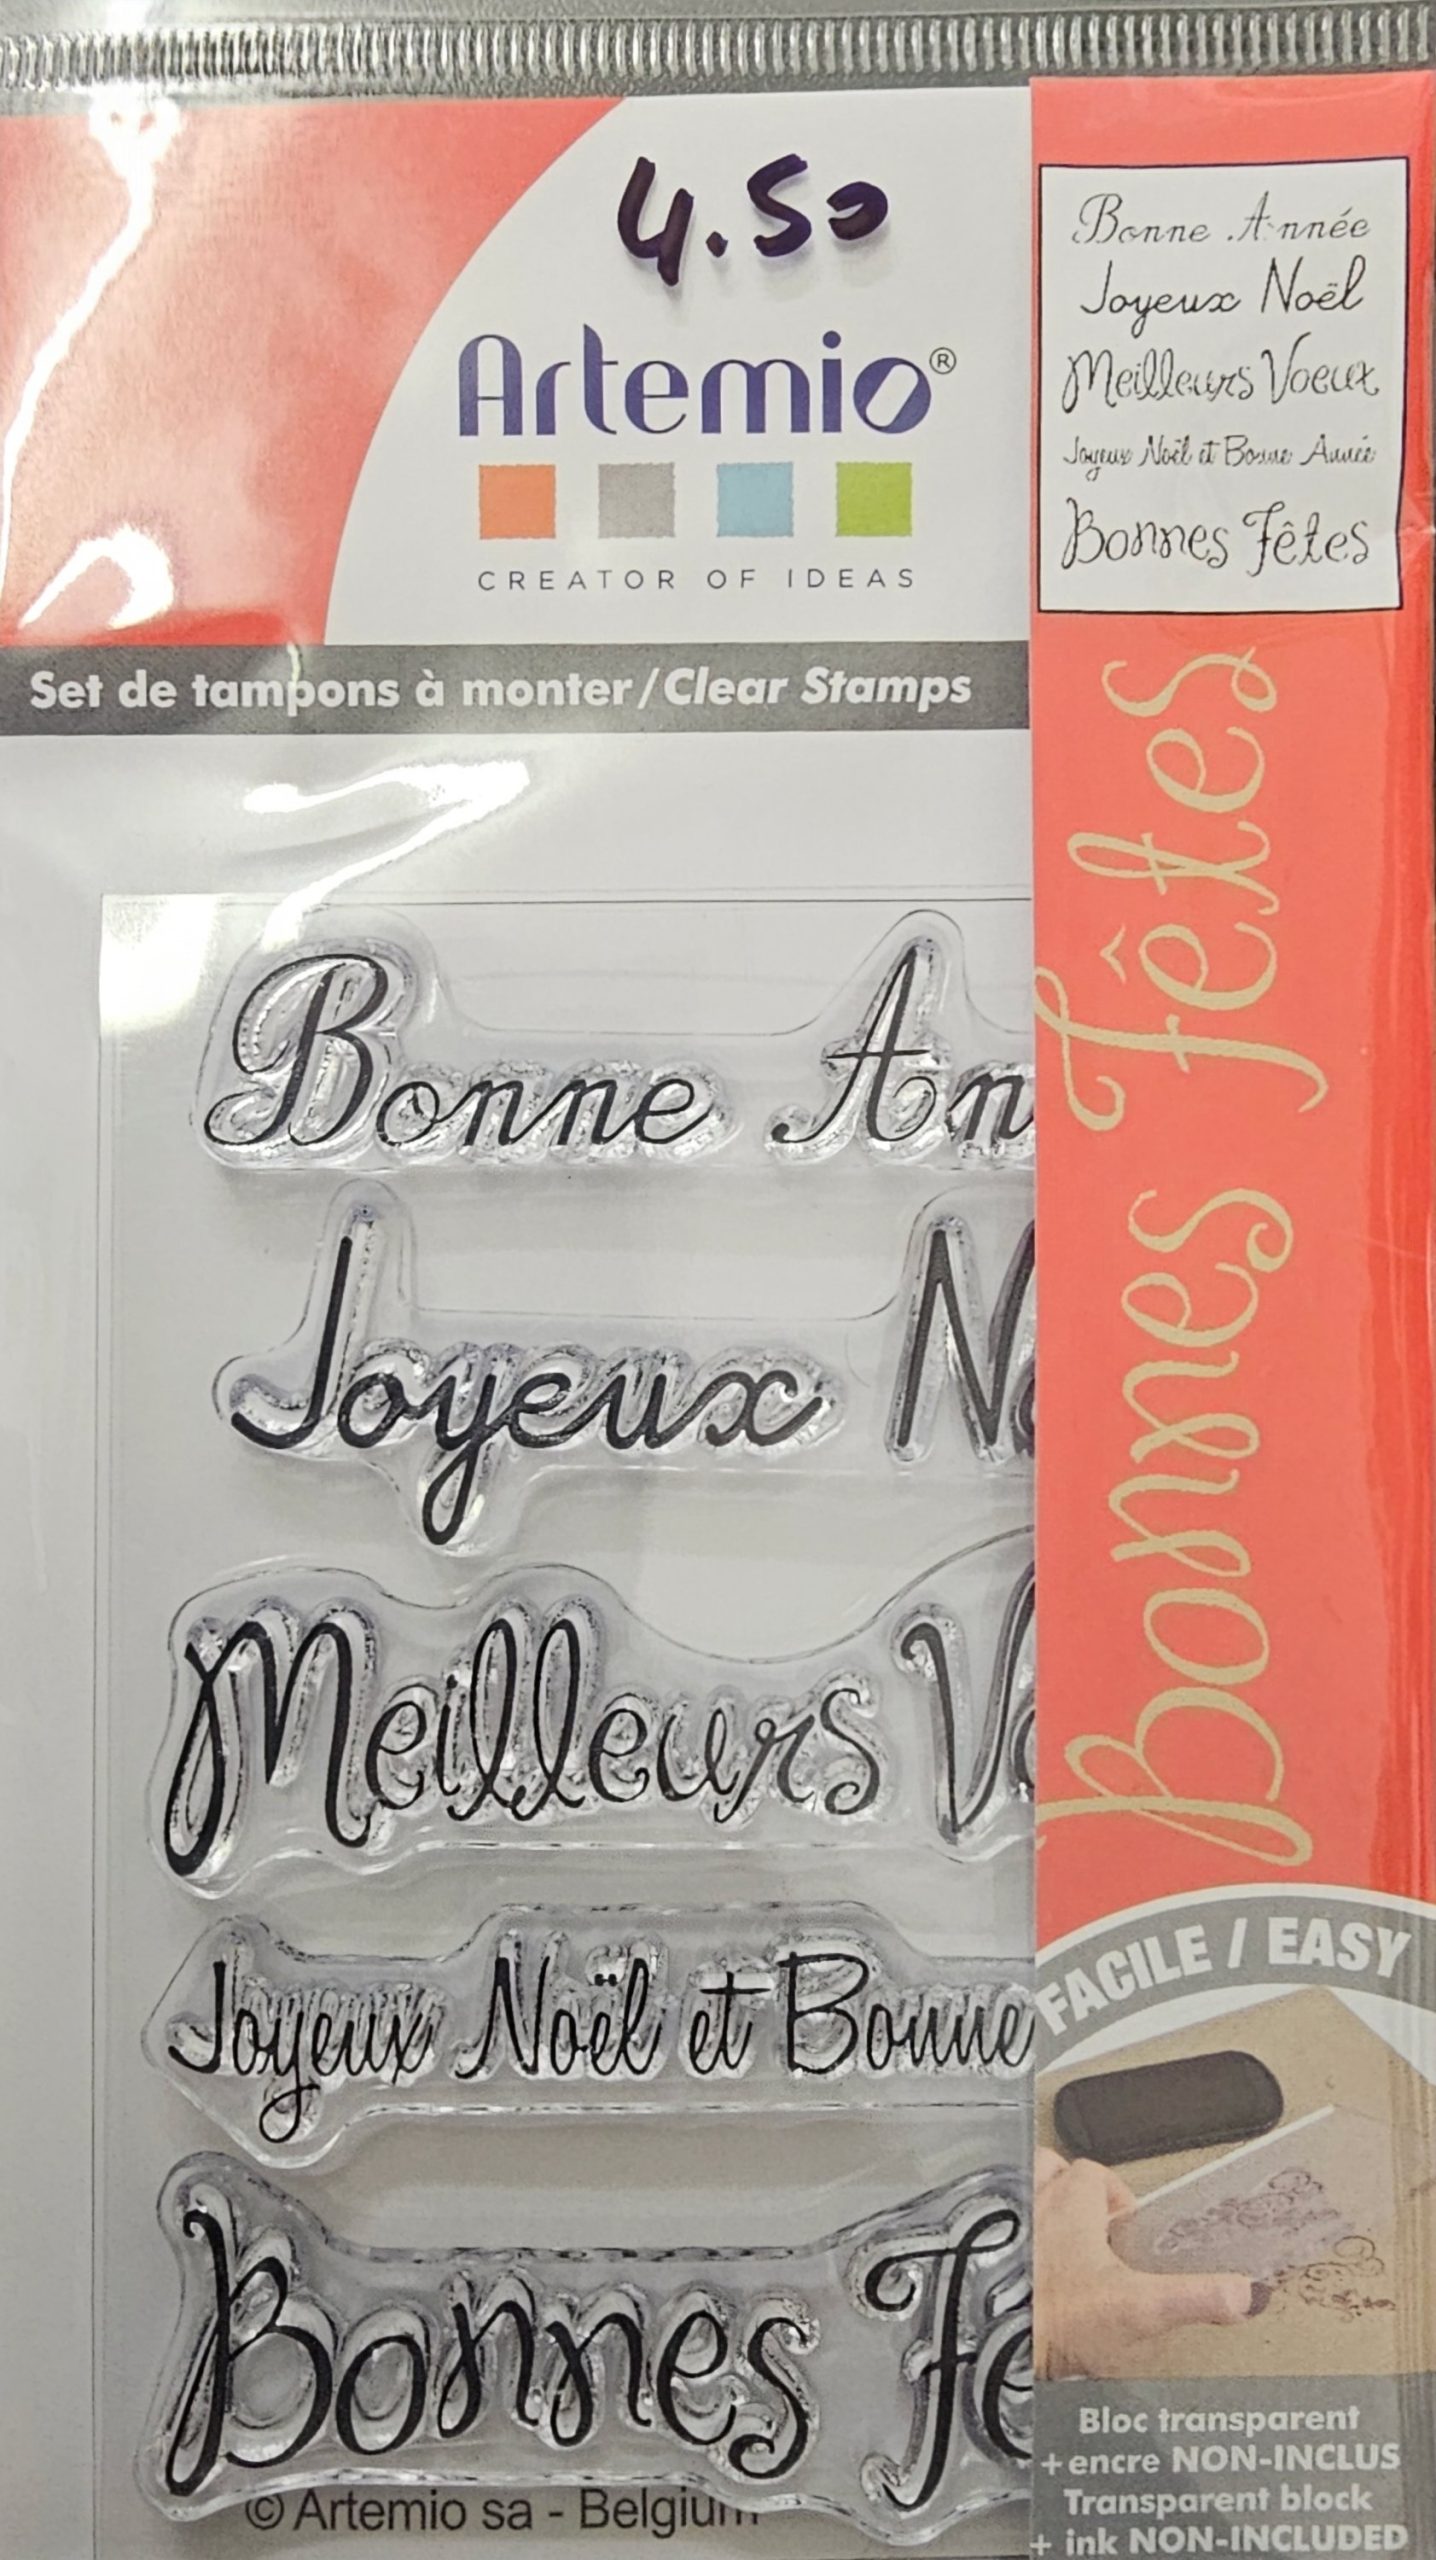 4.50
Artemio®
CREATOR OF IDEAS
Set de tampons à monter/Clear Stamps
Bonne Année
Joyeux Noël
Meilleurs Voeux
Joyeux Noël et Bonne Année
Bonnes Fêtes
Bonnes Fêtes
Bonne An
Joyeux No
Meilleurs Vo
Joyeux Noël et Bonne
Bonnes Fê
© Artemio sa - Belgium
FACILE / EASY
Bloc transparent
+ encre NON-INCLUS
Transparent block
+ ink NON-INCLUDED